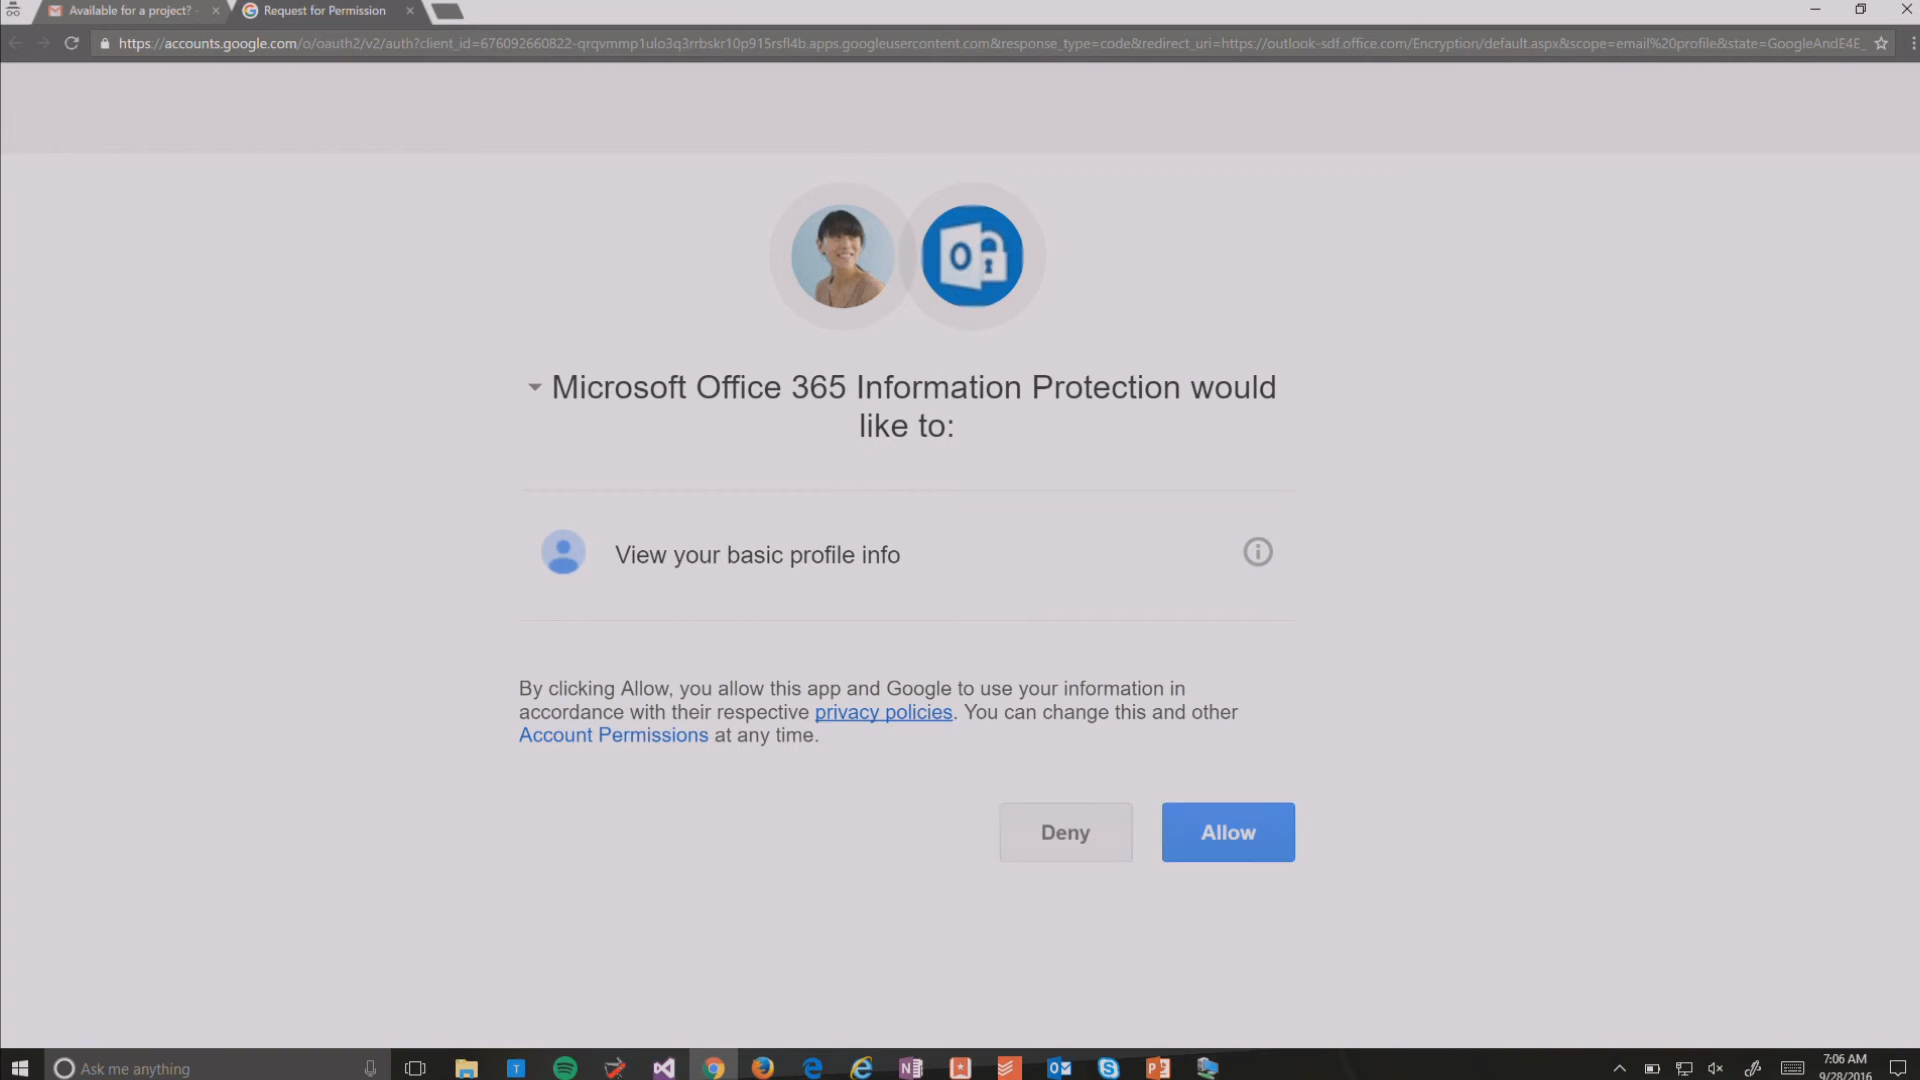 Available for a project? -
Request for Permission
https://accounts.google.com/o/oauth2/v2/auth?client_id=676092660822-qrqvmmp1ulo3q3rrbskr10p915rsfl4b.apps.googleusercontent.com&response_type=code&redirect_uri=https://outlook-sdf.office.com/Encryption/default.aspx&scope=email%20profile&state=GoogleAndE4E_
Microsoft Office 365 Information Protection would
like to:
View your basic profile info
By clicking Allow, you allow this app and Google to use your information in
accordance with their respective privacy policies. You can change this and other
Account Permissions at any time.
Deny
Allow
Ask me anything
7:06 AM
9/28/2016